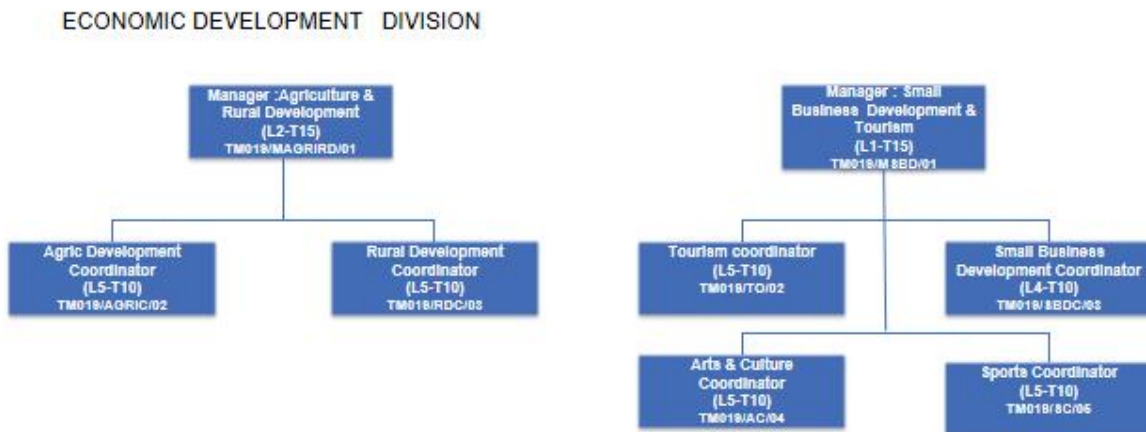 ECONOMIC DEVELOPMENT DIVISION
Manager :Agriculture &
Rural Development
(L2-T15)
TM019/MAGRIRD/01
Manager : Small
Business Development &
Tourism
(L1-T15)
TM019/MSBD/01
Agric Development
Coordinator
(L5-T10)
TM019/AGRIC/02
Rural Development
Coordinator
(L5-T10)
TM019/RDC/03
Tourism coordinator
(L5-T10)
TM019/TO/02
Small Business
Development Coordinator
(L4-T10)
TM019/SBDC/03
Arts & Culture
Coordinator
(L5-T10)
TM019/AC/04
Sports Coordinator
(L5-T10)
TM019/SC/05